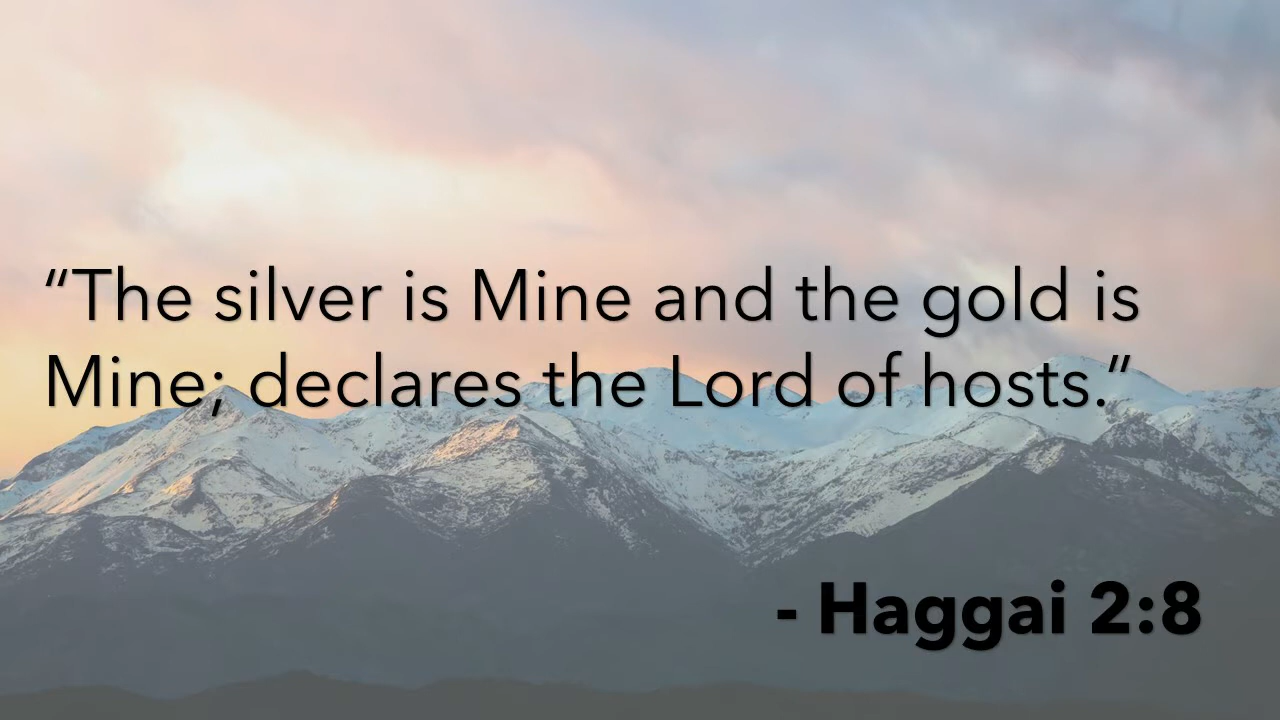 “The silver is Mine and the gold is
Mine; declares the Lord of hosts.”
- Haggai 2:8